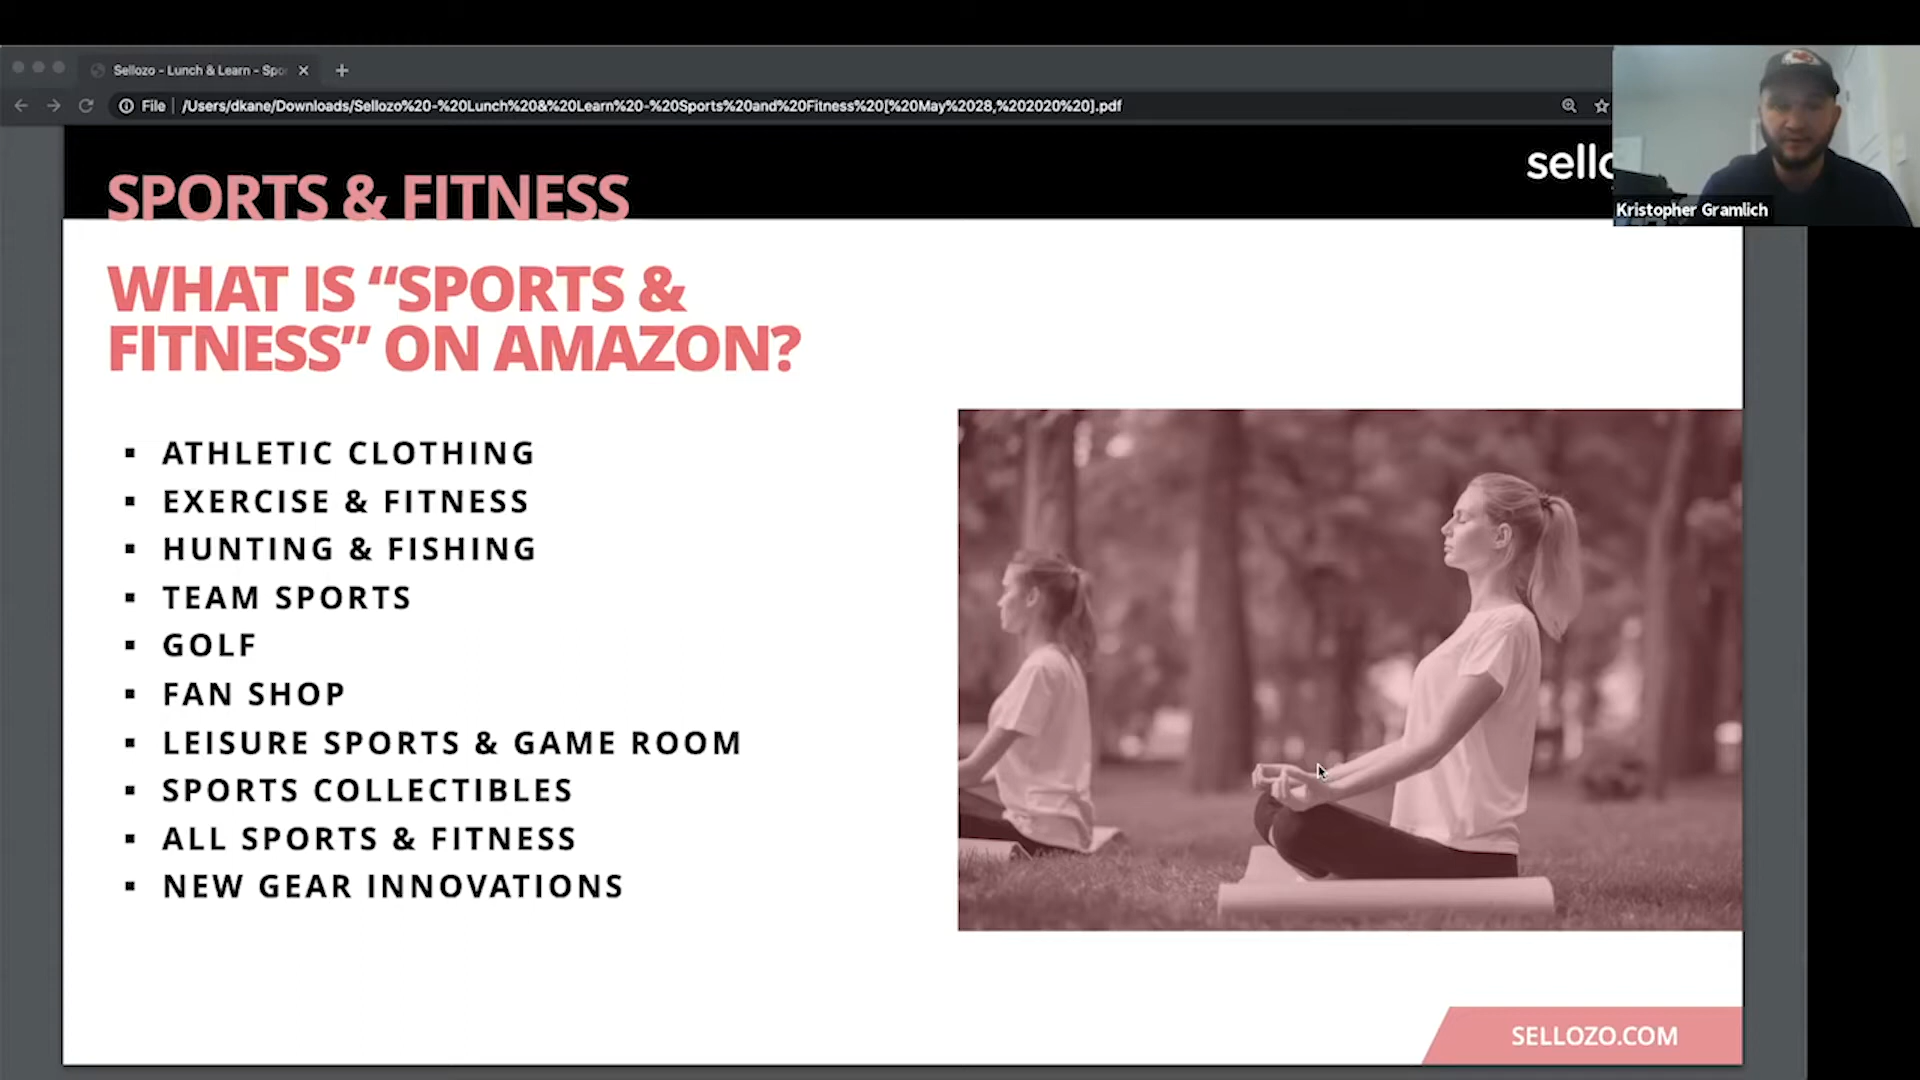 Sellozo - Lunch & Learn - Spo
File
/Users/dkane/Downloads/Sellozo%20-%20Lunch%20&%20Learn%20-%20Sports%20and%20Fitness%20[%20May%2028,%202020%20].pdf
sello
Kristopher Gramlich
SPORTS & FITNESS
WHAT IS “SPORTS &
FITNESS” ON AMAZON?
▪ ATHLETIC CLOTHING
▪ EXERCISE & FITNESS
▪ HUNTING & FISHING
▪ TEAM SPORTS
▪ GOLF
▪ FAN SHOP
▪ LEISURE SPORTS & GAME ROOM
▪ SPORTS COLLECTIBLES
▪ ALL SPORTS & FITNESS
▪ NEW GEAR INNOVATIONS
SELLOZO.COM